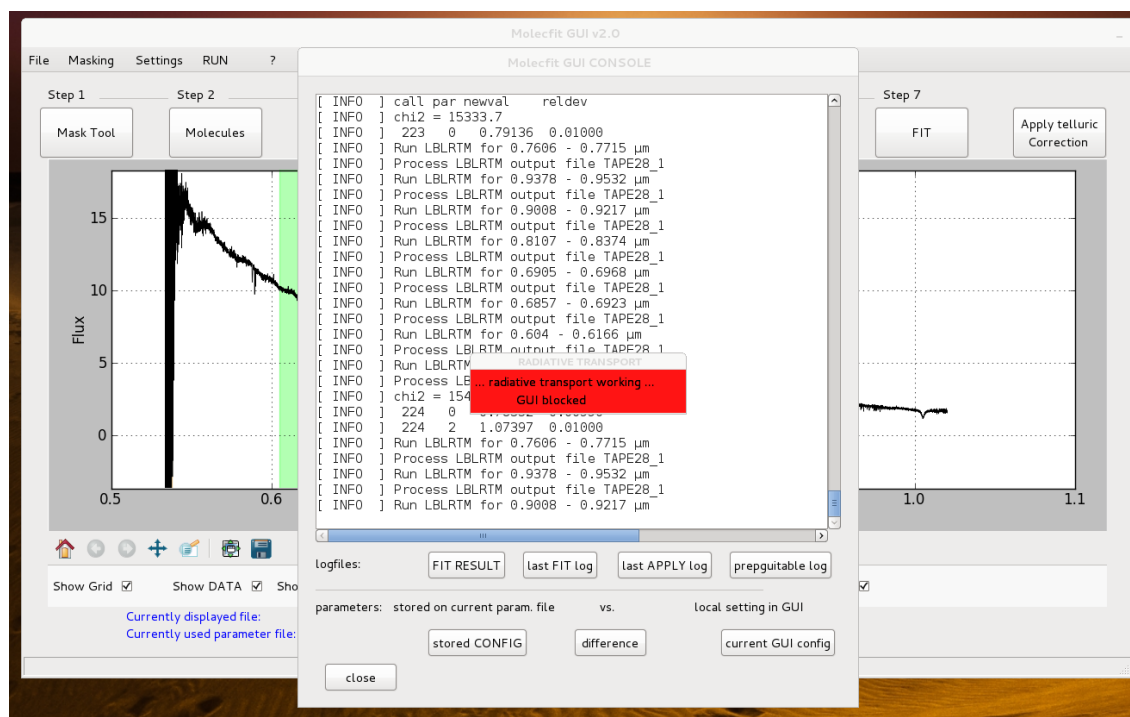 Molecfit GUI v2.0
File Masking Settings RUN ?
Molecfit GUI CONSOLE
Step 1 Step 2 Step 7
Mask Tool Molecules FIT Apply telluric
Correction
[ INFO ] call par newval reldev
[ INFO ] chi2 = 15333.7
[ INFO ] 223 0 0.79136 0.01000
[ INFO ] Run LBLRTM for 0.7606 - 0.7715 µm
[ INFO ] Process LBLRTM output file TAPE28_1
[ INFO ] Run LBLRTM for 0.9378 - 0.9532 µm
[ INFO ] Process LBLRTM output file TAPE28_1
[ INFO ] Run LBLRTM for 0.9008 - 0.9217 µm
[ INFO ] Process LBLRTM output file TAPE28_1
[ INFO ] Run LBLRTM for 0.8107 - 0.8374 µm
[ INFO ] Process LBLRTM output file TAPE28_1
[ INFO ] Run LBLRTM for 0.6905 - 0.6968 µm
[ INFO ] Process LBLRTM output file TAPE28_1
[ INFO ] Run LBLRTM for 0.6857 - 0.6923 µm
[ INFO ] Process LBLRTM output file TAPE28_1
[ INFO ] Run LBLRTM for 0.604 - 0.6166 µm
[ INFO ] Process LBLRTM output file TAPE28_1
[ INFO ] Run LBLRTM
[ INFO ] Process LB
[ INFO ] chi2 = 154
[ INFO ] 224 0
[ INFO ] 224 2 1.07397 0.01000
[ INFO ] Run LBLRTM for 0.7606 - 0.7715 µm
[ INFO ] Process LBLRTM output file TAPE28_1
[ INFO ] Run LBLRTM for 0.9378 - 0.9532 µm
[ INFO ] Process LBLRTM output file TAPE28_1
[ INFO ] Run LBLRTM for 0.9008 - 0.9217 µm
RADIATIVE TRANSPORT
... radiative transport working ...
GUI blocked
15
10
5
0
Flux
0.5 0.6 1.0 1.1
logfiles: FIT RESULT last FIT log last APPLY log prepguitable log
Show Grid Show DATA Sho
parameters: stored on current param. file vs. local setting in GUI
Currently displayed file:
Currently used parameter file:
stored CONFIG difference current GUI config
close